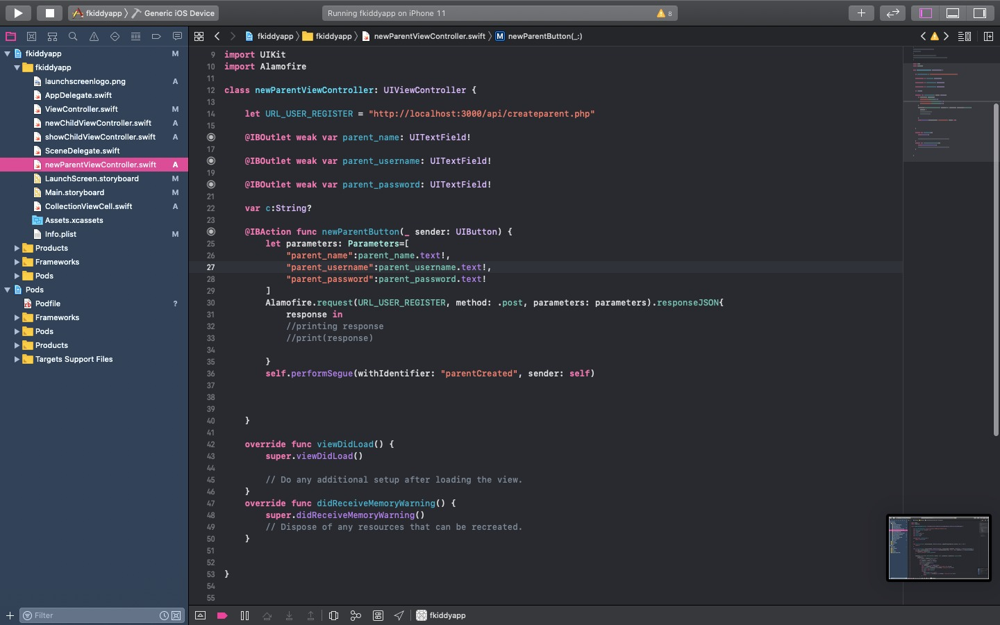 fkiddyapp
Generic iOS Device
Running fkiddyapp on iPhone 11
8
fkiddyapp
fkiddyapp
newParentViewController.swift
M
newParentButton(_:)
fkiddyapp M
fkiddyapp
launchscreenlogo.png A
AppDelegate.swift
ViewController.swift M
newChildViewController.swift A
showChildViewController.swift A
SceneDelegate.swift
newParentViewController.swift A
LaunchScreen.storyboard M
Main.storyboard M
CollectionViewCell.swift A
Assets.xcassets
Info.plist M
Products
Frameworks
Pods
Pods
Podfile ?
Frameworks
Pods
Products
Targets Support Files
Filter
9 import UIKit
10 import Alamofire
11
12 class newParentViewController: UIViewController {
13
14 let URL_USER_REGISTER = "http://localhost:3000/api/createparent.php"
15
@IBOutlet weak var parent_name: UITextField!
17
@IBOutlet weak var parent_username: UITextField!
19
@IBOutlet weak var parent_password: UITextField!
21
22 var c:String?
23
@IBAction func newParentButton(_ sender: UIButton) {
25 let parameters: Parameters=[
26 "parent_name":parent_name.text!,
27 "parent_username":parent_username.text!,
28 "parent_password":parent_password.text!
29 ]
30 Alamofire.request(URL_USER_REGISTER, method: .post, parameters: parameters).responseJSON{
31 response in
32 //printing response
33 //print(response)
34
35 }
36 self.performSegue(withIdentifier: "parentCreated", sender: self)
37
38
39
40 }
41
42 override func viewDidLoad() {
43 super.viewDidLoad()
44
45 // Do any additional setup after loading the view.
46 }
47 override func didReceiveMemoryWarning() {
48 super.didReceiveMemoryWarning()
49 // Dispose of any resources that can be recreated.
50 }
51
52
53 }
54
55
fkiddyapp